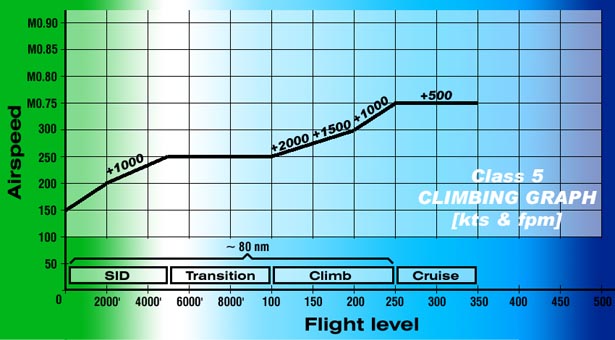 M0.90
M0.85
M0.80
M0.75
300
250
200
150
100
50
Airspeed
+1000
+2000
+1500
+1000
+500
Class 5
CLIMBING GRAPH
[kts & fpm]
~ 80 nm
SID
Transition
Climb
Cruise
0 2000' 4000' 6000' 8000' 100 150 200 250 300 350 400 450 500
Flight level